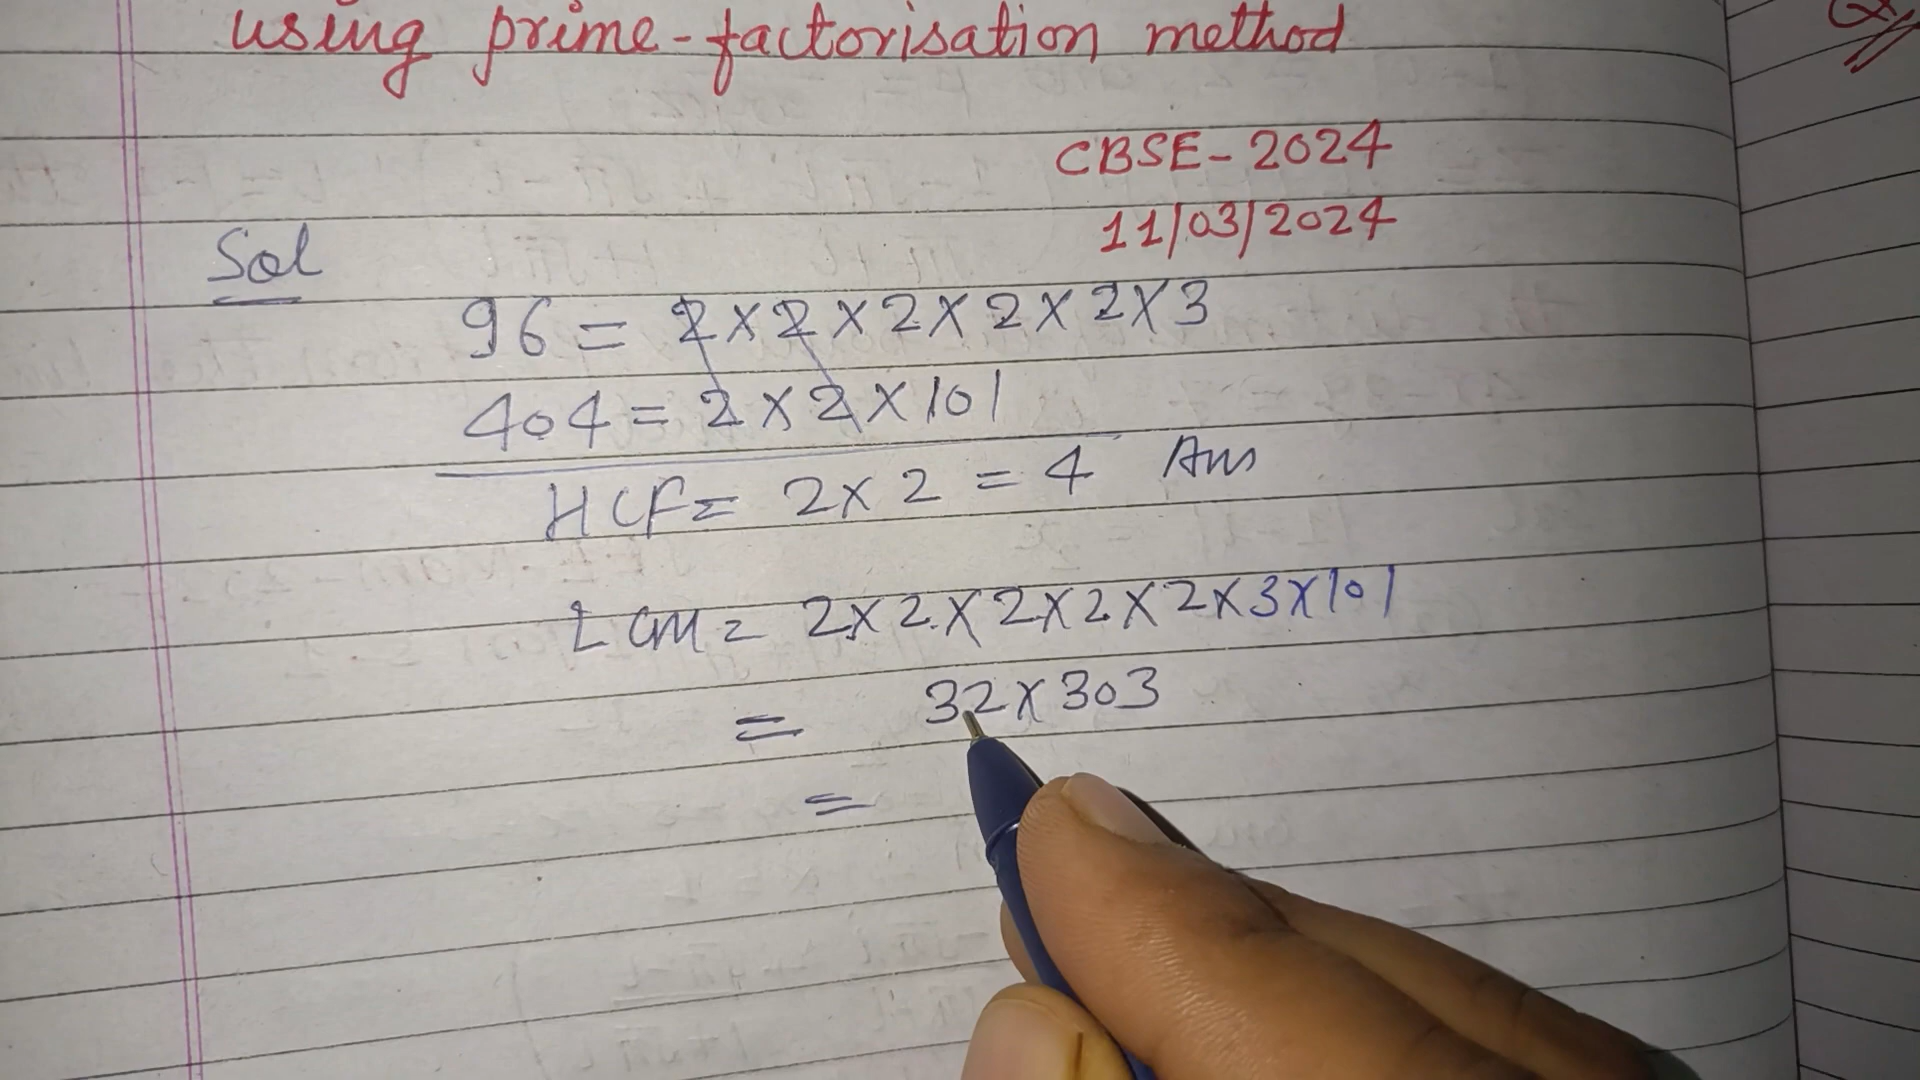 using prime-factorisation method
CBSE-2024
11/03/2024
Sol
96 = 2×2×2×2×2×3
404 = 2×2×101
HCF = 2×2 = 4 Ans
LCM = 2×2×2×2×2×3×101
= 32×303
=